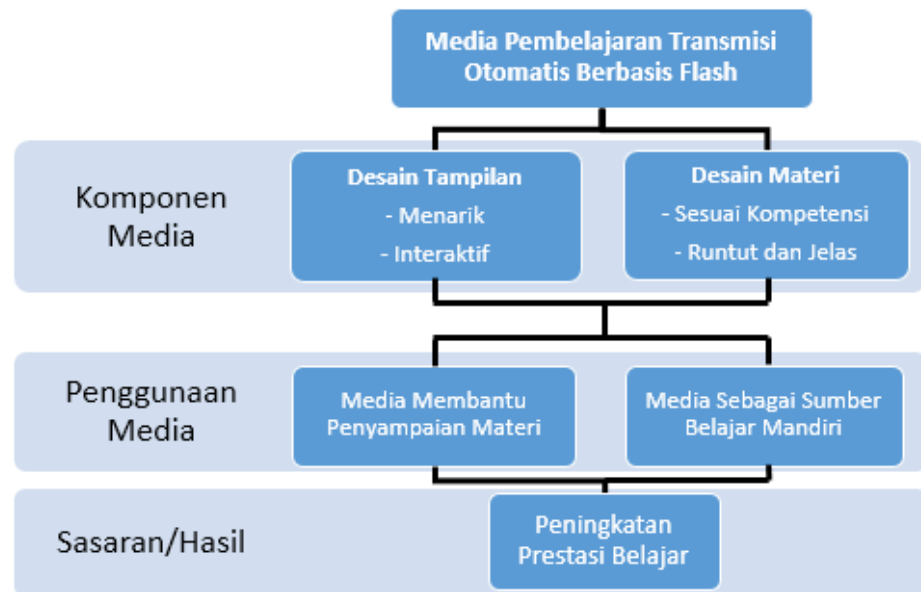 Media Pembelajaran Transmisi
Otomatis Berbasis Flash
Komponen
Media
Desain Tampilan
- Menarik
- Interaktif
Desain Materi
- Sesuai Kompetensi
- Runtut dan Jelas
Penggunaan
Media
Media Membantu
Penyampaian Materi
Media Sebagai Sumber
Belajar Mandiri
Sasaran/Hasil
Peningkatan
Prestasi Belajar